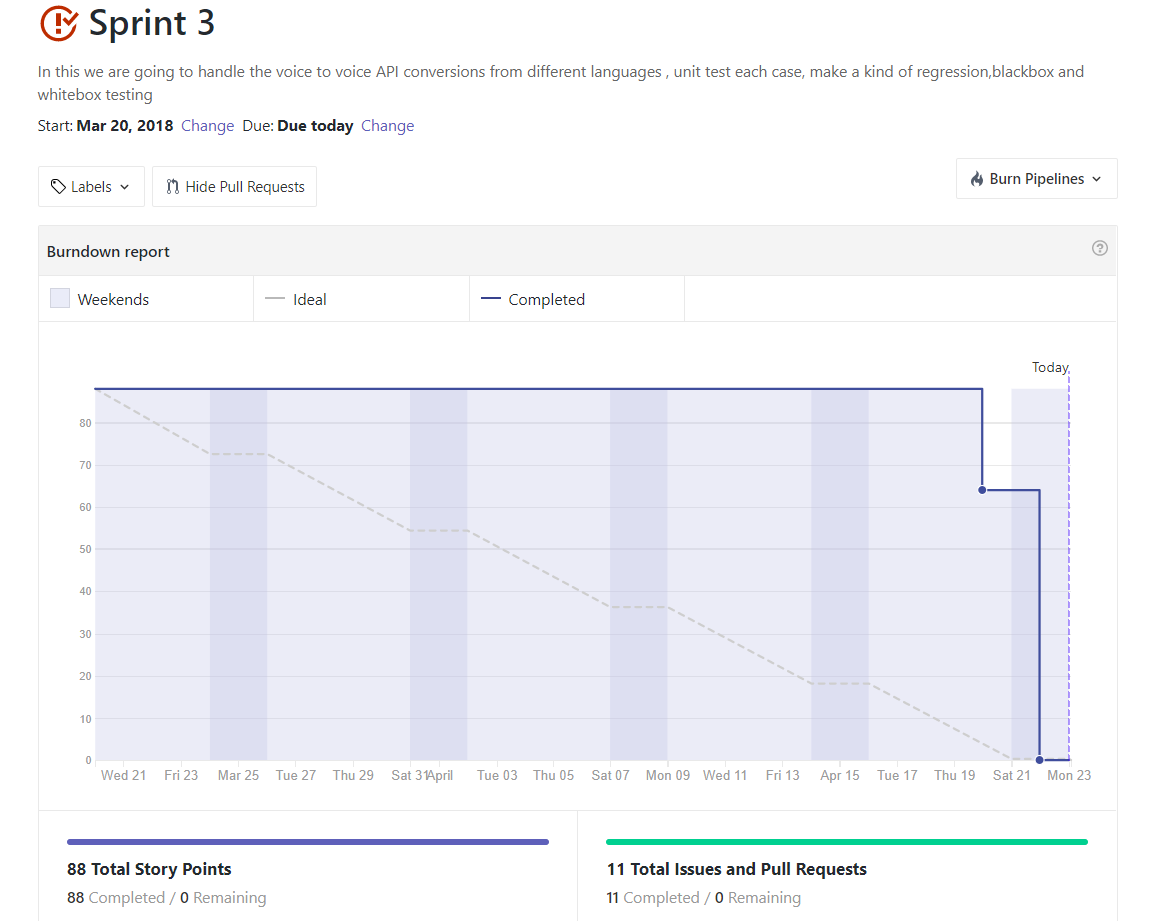 Sprint 3
In this we are going to handle the voice to voice API conversions from different languages , unit test each case, make a kind of regression,blackbox and
whitebox testing
Start: Mar 20, 2018 Change Due: Due today Change
Labels Hide Pull Requests Burn Pipelines
Burndown report ?
Weekends Ideal Completed
Today
80
70
60
50
40
30
20
10
0
Wed 21 Fri 23 Mar 25 Tue 27 Thu 29 Sat 31 April Tue 03 Thu 05 Sat 07 Mon 09 Wed 11 Fri 13 Apr 15 Tue 17 Thu 19 Sat 21 Mon 23
88 Total Story Points
88 Completed / 0 Remaining
11 Total Issues and Pull Requests
11 Completed / 0 Remaining